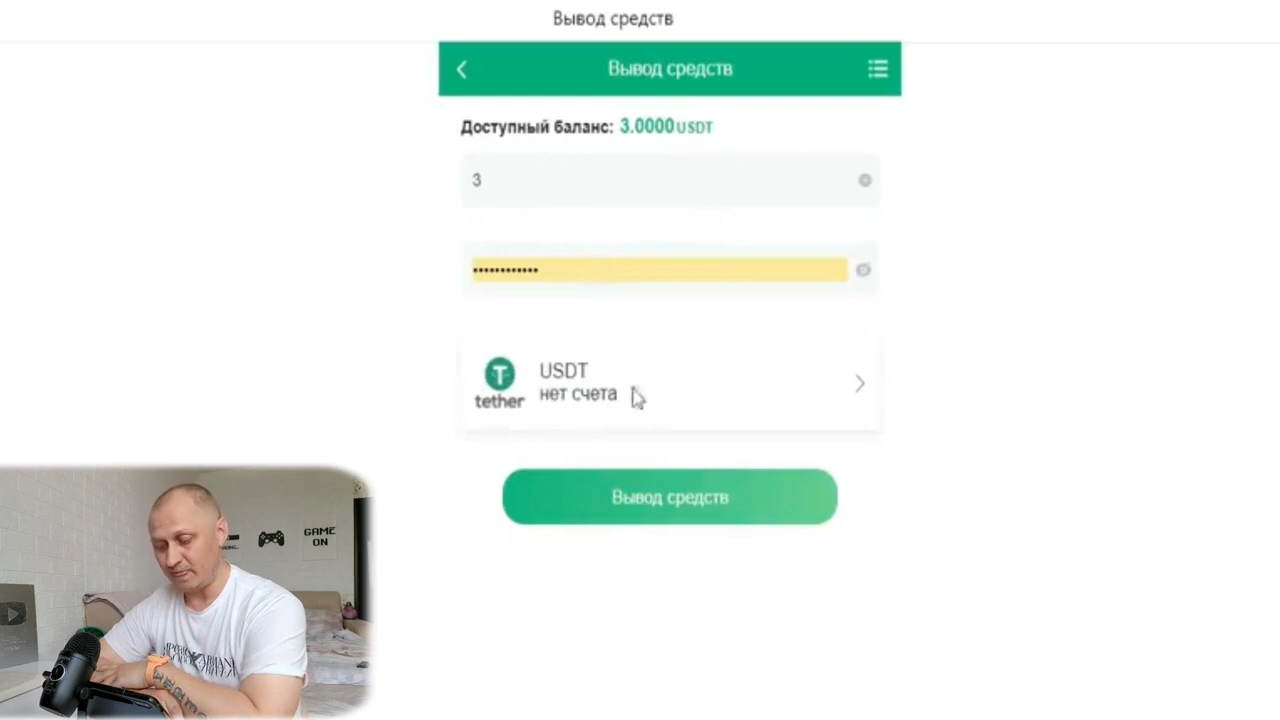 Вывод средств
Вывод средств
Доступный баланс: 3.0000 USDT
3
••••••••••••
USDT
нет счета
tether
Вывод средств
GAME
ON